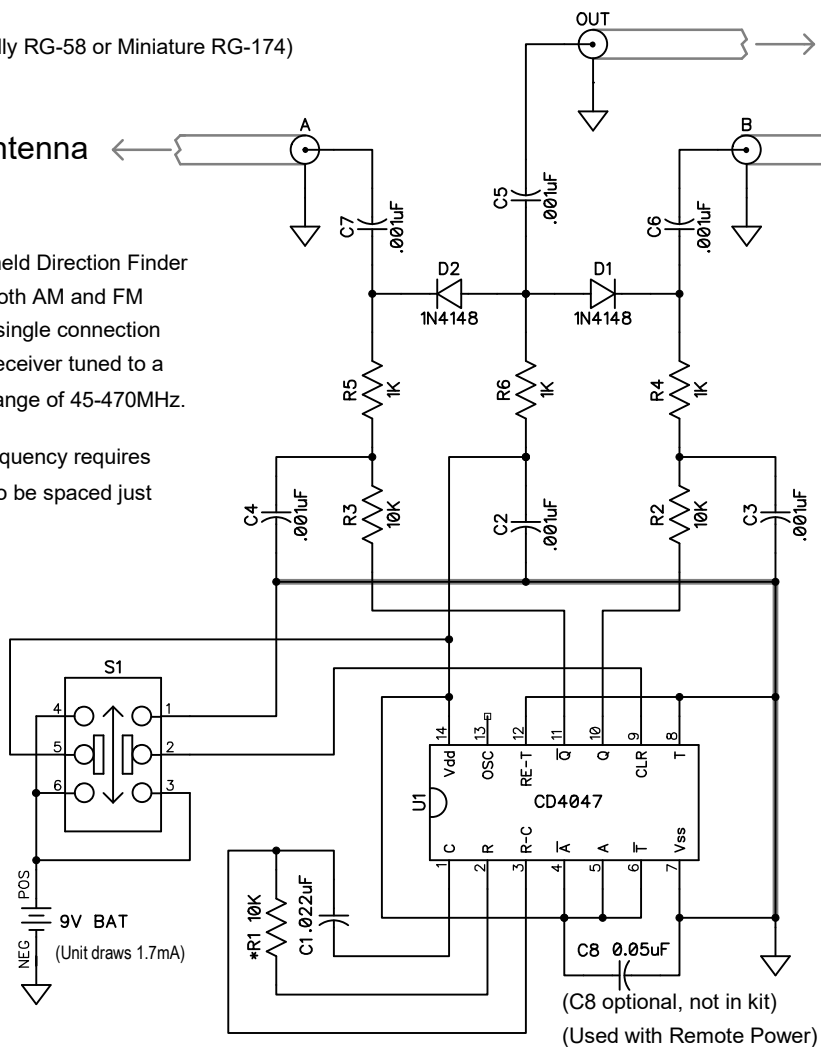 OUT
lly RG-58 or Miniature RG-174)
A
B
ntenna
C7
.001uF
C5
.001uF
C6
.001uF
eld Direction Finder
oth AM and FM
single connection
eceiver tuned to a
ange of 45-470MHz.
D2
1N4148
D1
1N4148
R5
1K
R6
1K
R4
1K
quency requires
o be spaced just
C4
.001uF
R3
10K
C2
.001uF
R2
10K
C3
.001uF
S1
4
1
5
2
6
3
14
13
12
11
10
9
8
Vdd
OSC
RE-T
Q
Q
CLR
T
U1
CD4047
C
R
R-C
A
A
T
Vss
1
2
3
4
5
6
7
POS
NEG
9V BAT
(Unit draws 1.7mA)
*R1 10K
C1.022uF
C8 0.05uF
(C8 optional, not in kit)
(Used with Remote Power)